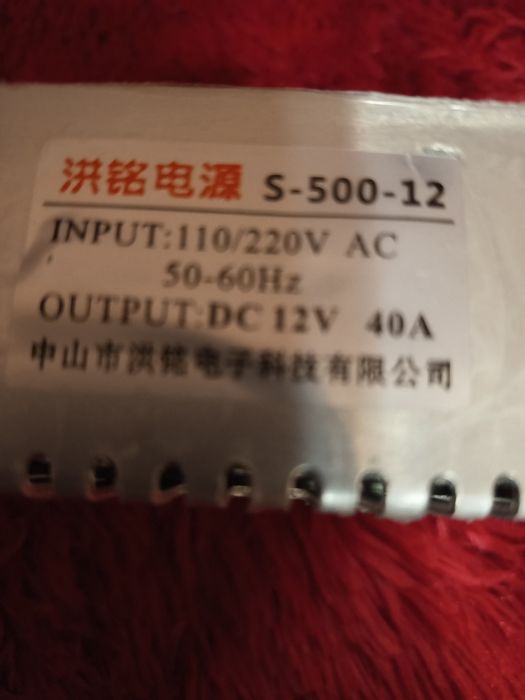 洪铭电源 S-500-12
INPUT:110/220V AC
50-60Hz
OUTPUT:DC 12V 40A
中山市洪铭电子科技有限公司